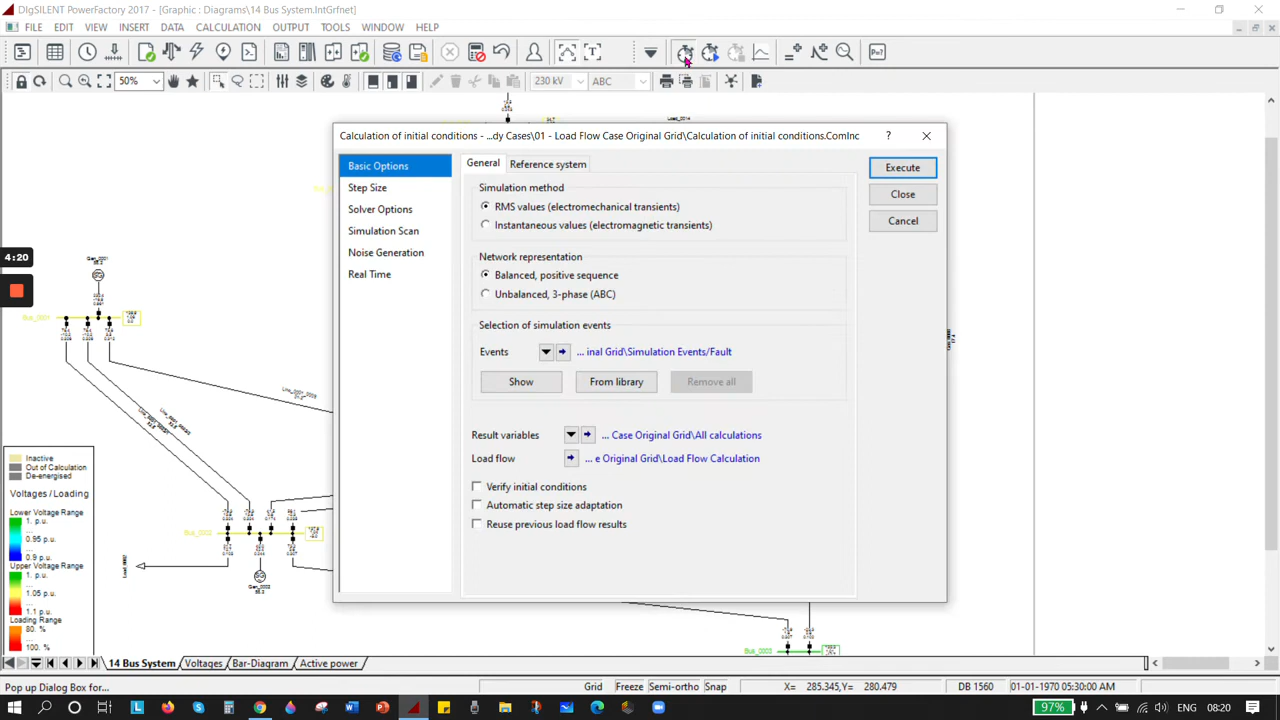 DIgSILENT PowerFactory 2017 - [Graphic : Diagrams\14 Bus System.IntGrfnet]
FILE EDIT VIEW INSERT DATA CALCULATION OUTPUT TOOLS WINDOW HELP
50% 230 kV ABC
Calculation of initial conditions - ...dy Cases\01 - Load Flow Case Original Grid\Calculation of initial conditions.ComInc
Basic Options
Step Size
Solver Options
Simulation Scan
Noise Generation
Real Time
General Reference system
Simulation method
RMS values (electromechanical transients)
Instantaneous values (electromagnetic transients)
Network representation
Balanced, positive sequence
Unbalanced, 3-phase (ABC)
Selection of simulation events
Events ... inal Grid\Simulation Events/Fault
Show From library Remove all
Result variables ... Case Original Grid\All calculations
Load flow ... e Original Grid\Load Flow Calculation
Verify initial conditions
Automatic step size adaptation
Reuse previous load flow results
Execute
Close
Cancel
4:20
Gen_0001
Bus_0001
Bus_0002
Gen_0002
Load_0002
Bus_0003
Inactive
Out of Calculation
De-energised
Voltages / Loading
Lower Voltage Range
1. p.u.
...
0.95 p.u.
...
0.9 p.u.
Upper Voltage Range
1. p.u.
...
1.05 p.u.
...
1.1 p.u.
Loading Range
80. %
...
100. %
14 Bus System Voltages Bar-Diagram Active power
Pop up Dialog Box for... Grid Freeze Semi-ortho Snap X= 285.345,Y= 280.479 DB 1560 01-01-1970 05:30:00 AM
97% ENG 08:20